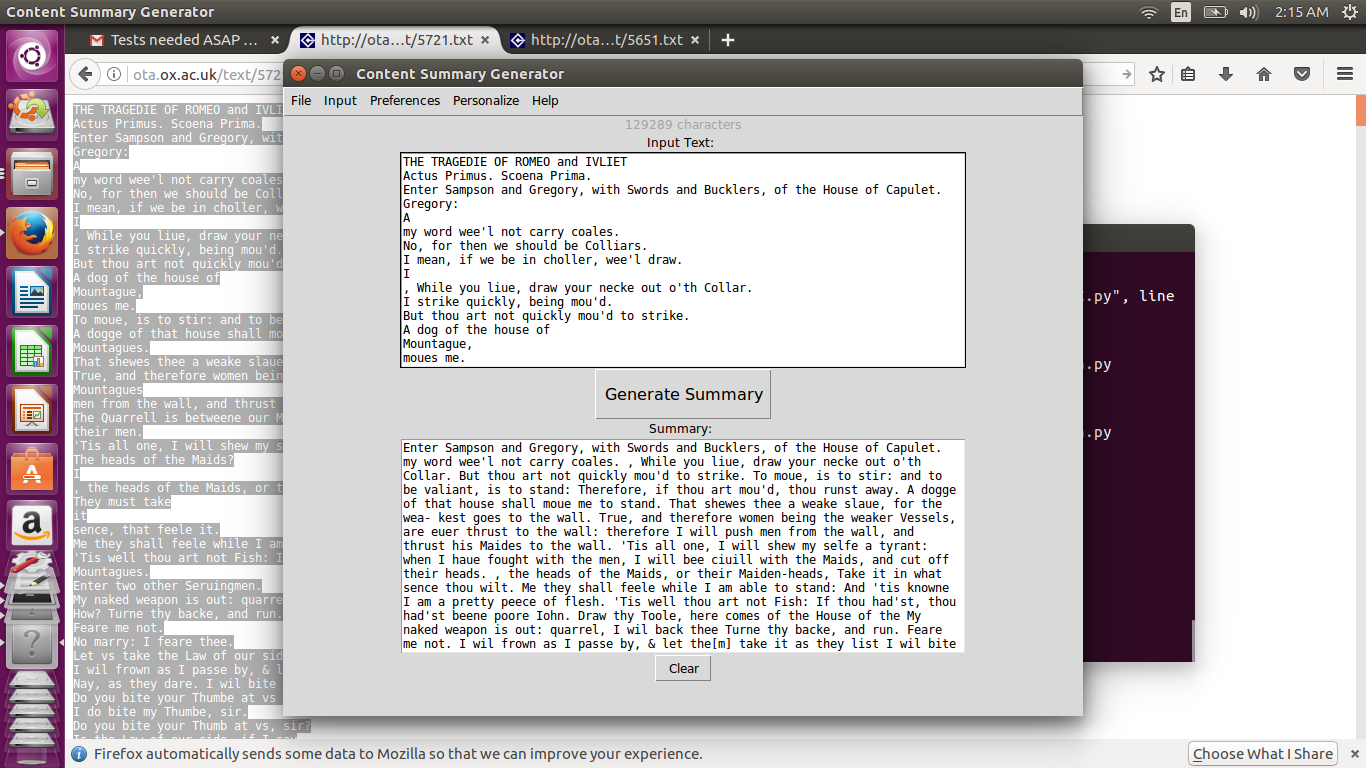 Content Summary Generator
En
2:15 AM
Tests needed ASAP ...
http://ota...t/5721.txt
http://ota....t/5651.txt
ota.ox.ac.uk/text/572
THE TRAGEDIE OF ROMEO and IVLI
Actus Primus. Scoena Prima.
Enter Sampson and Gregory, wit
Gregory:
A
my word wee'l not carry coales
No, for then we should be Coll
I mean, if we be in choller, w
I
, While you liue, draw your ne
I strike quickly, being mou'd.
But thou art not quickly mou'd
A dog of the house of
Mountague,
moues me.
To moue, is to stir: and to be
A dogge of that house shall mo
Mountagues.
That shewes thee a weake slaue
True, and therefore women bein
Mountagues
men from the wall, and thrust
The Quarrell is betweene our M
their men.
'Tis all one, I will shew my s
The heads of the Maids?
I
, the heads of the Maids, or t
They must take
it
sence, that feele it.
Me they shall feele while I am
'Tis well thou art not Fish: I
Mountagues.
Enter two other Seruingmen.
My naked weapon is out: quarre
How? Turne thy backe, and run.
Feare me not.
No marry: I feare thee.
Let vs take the Law of our sid
I wil frown as I passe by, & l
Nay, as they dare. I wil bite
Do you bite your Thumbe at vs
I do bite my Thumbe, sir.
Do you bite your Thumb at vs, sir?
Is the Law of our side, if I say
Content Summary Generator
File Input Preferences Personalize Help
129289 characters
Input Text:
THE TRAGEDIE OF ROMEO and IVLIET
Actus Primus. Scoena Prima.
Enter Sampson and Gregory, with Swords and Bucklers, of the House of Capulet.
Gregory:
A
my word wee'l not carry coales.
No, for then we should be Colliars.
I mean, if we be in choller, wee'l draw.
I
, While you liue, draw your necke out o'th Collar.
I strike quickly, being mou'd.
But thou art not quickly mou'd to strike.
A dog of the house of
Mountague,
moues me.
Generate Summary
Summary:
Enter Sampson and Gregory, with Swords and Bucklers, of the House of Capulet.
my word wee'l not carry coales. , While you liue, draw your necke out o'th
Collar. But thou art not quickly mou'd to strike. To moue, is to stir: and to
be valiant, is to stand: Therefore, if thou art mou'd, thou runst away. A dogge
of that house shall moue me to stand. That shewes thee a weake slaue, for the
wea- kest goes to the wall. True, and therefore women being the weaker Vessels,
are euer thrust to the wall: therefore I will push men from the wall, and
thrust his Maides to the wall. 'Tis all one, I will shew my selfe a tyrant:
when I haue fought with the men, I will bee ciuill with the Maids, and cut off
their heads. , the heads of the Maids, or their Maiden-heads, Take it in what
sence thou wilt. Me they shall feele while I am able to stand: And 'tis knowne
I am a pretty peece of flesh. 'Tis well thou art not Fish: If thou had'st, thou
had'st beene poore Iohn. Draw thy Toole, here comes of the House of the My
naked weapon is out: quarrel, I wil back thee Turne thy backe, and run. Feare
me not. I wil frown as I passe by, & let the[m] take it as they list I wil bite
Clear
.py", line
.py
.py
Firefox automatically sends some data to Mozilla so that we can improve your experience.
Choose What I Share